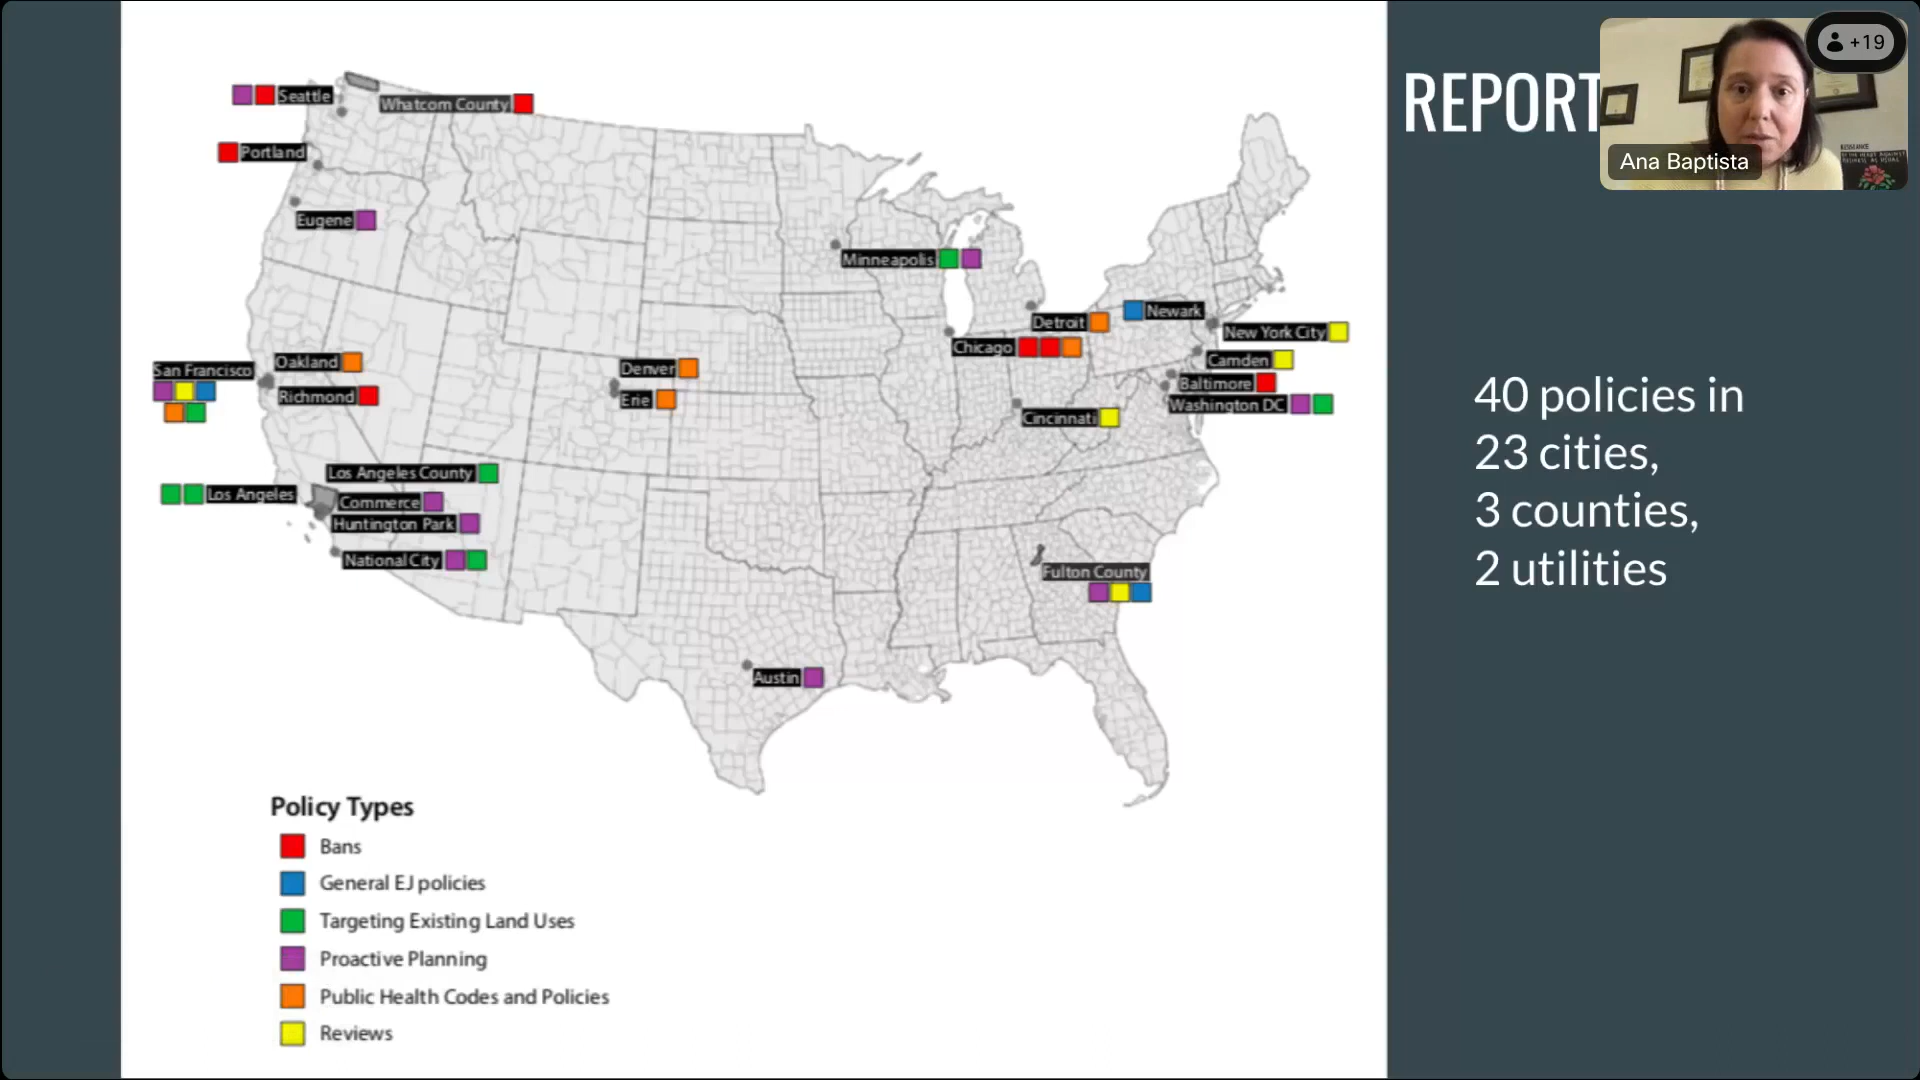 REPORT
+19
Ana Baptista
Seattle
Whatcom County
Portland
Eugene
Minneapolis
Detroit
Newark
New York City
Chicago
Camden
Baltimore
Washington DC
Cincinnati
San Francisco
Oakland
Richmond
Denver
Erie
Los Angeles County
Los Angeles
Commerce
Huntington Park
National City
Fulton County
Austin
40 policies in
23 cities,
3 counties,
2 utilities
Policy Types
Bans
General EJ policies
Targeting Existing Land Uses
Proactive Planning
Public Health Codes and Policies
Reviews